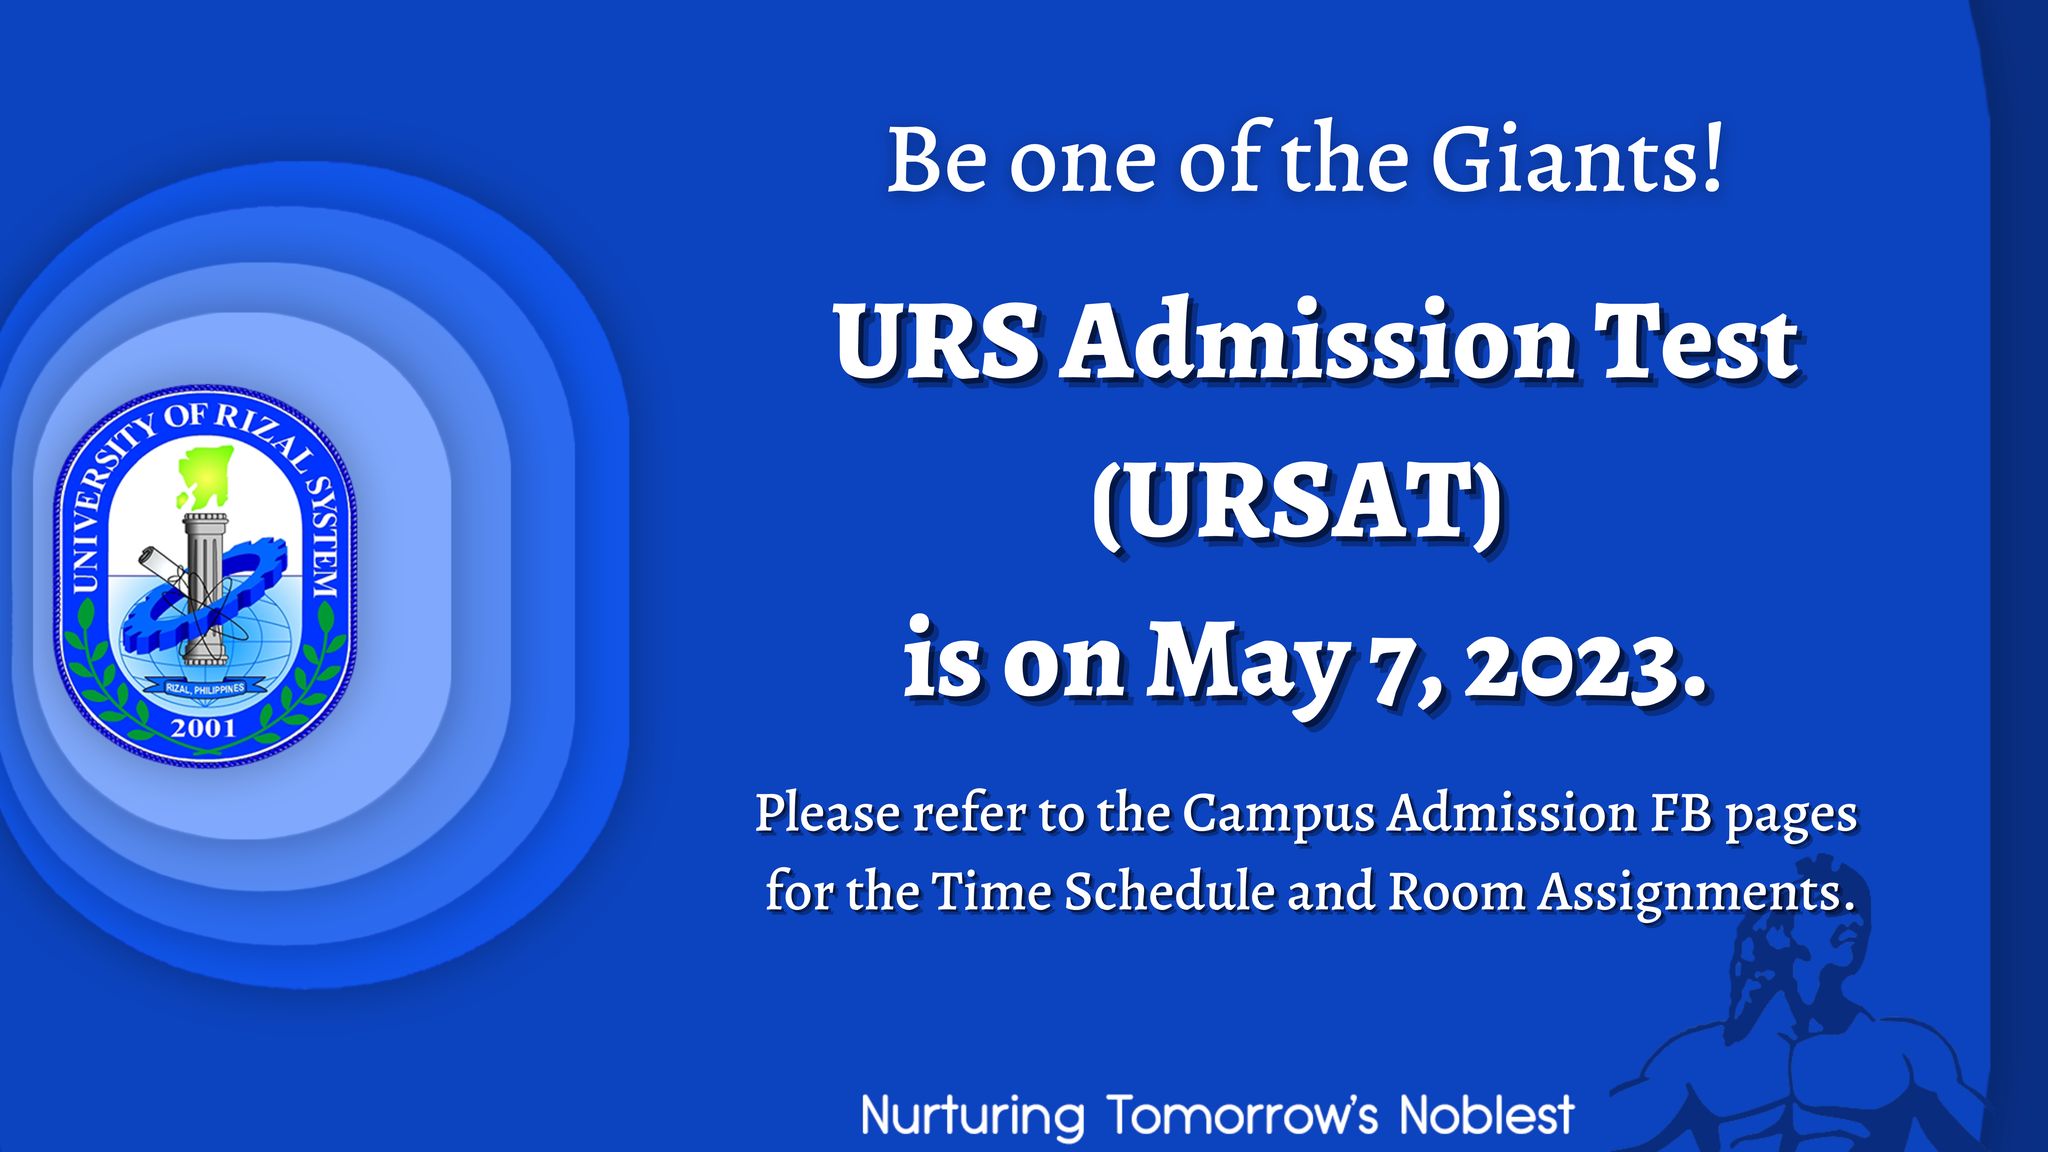 Be one of the Giants!
URS Admission Test
(URSAT)
is on May 7, 2023.
Please refer to the Campus Admission FB pages
for the Time Schedule and Room Assignments.
Nurturing Tomorrow's Noblest
UNIVERSITY OF RIZAL SYSTEM
RIZAL, PHILIPPINES
2001